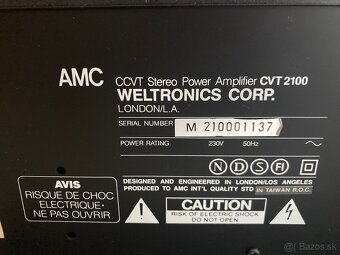 AMC CCVT Stereo Power Amplifier CVT 2100
WELTRONICS CORP.
LONDON/L.A.
SERIAL NUMBER M 210001137
POWER RATING 230V 50Hz
N D S FI
DESIGNED AND ENGINEERED IN LONDON/LOS ANGELES
PRODUCED TO AMC INT'L QUALITY STD IN TAIWAN R.O.C.
AVIS
RISQUE DE CHOC
ELECTRIQUE-
NE PAS OUVRIR
CAUTION
RISK OF ELECTRIC SHOCK
DO NOT OPEN
bazar.sk